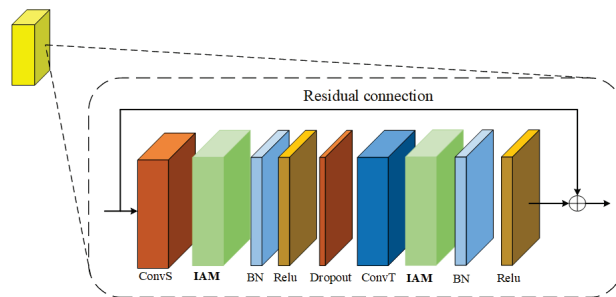 Residual connection
ConvS IAM BN Relu Dropout ConvT IAM BN Relu